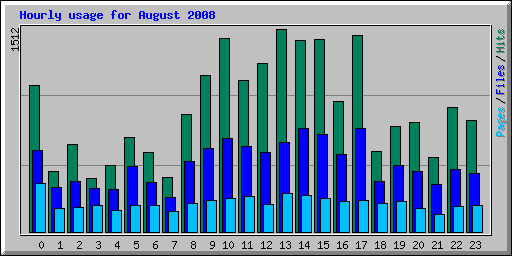 Hourly usage for August 2008
1512
Pages / Files / Hits
0 1 2 3 4 5 6 7 8 9 10 11 12 13 14 15 16 17 18 19 20 21 22 23